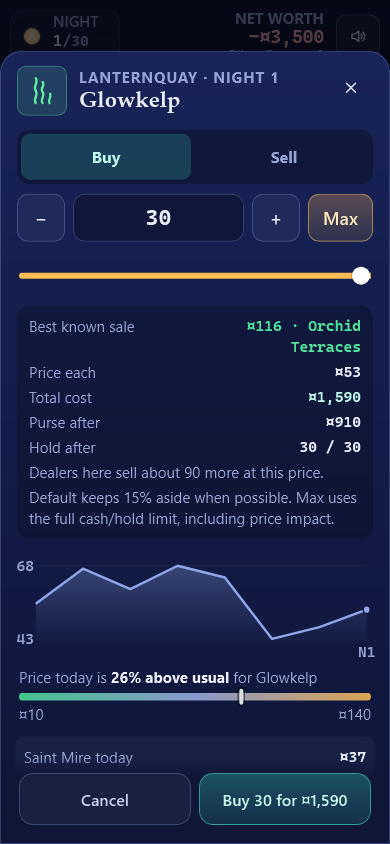 NIGHT
1/30
NET WORTH
−¤3,500
LANTERNQUAY · NIGHT 1
Glowkelp
×
Buy
Sell
−
30
+
Max
Best known sale
¤116 · Orchid
Terraces
Price each
¤53
Total cost
¤1,590
Purse after
¤910
Hold after
30 / 30
Dealers here sell about 90 more at this price.
Default keeps 15% aside when possible. Max uses
the full cash/hold limit, including price impact.
68
43
N1
Price today is 26% above usual for Glowkelp
¤10
¤140
Saint Mire today
¤37
Cancel
Buy 30 for ¤1,590